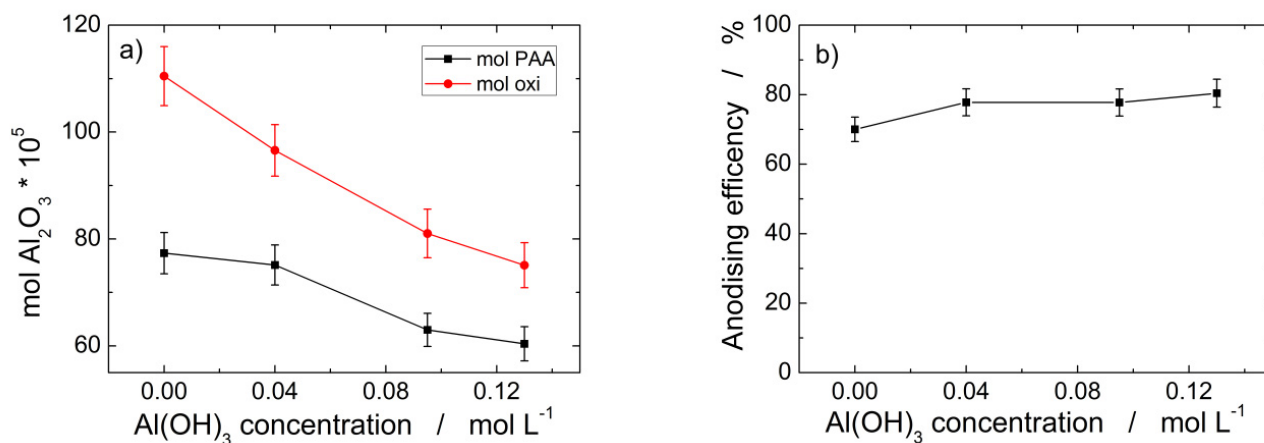 a)
mol PAA
mol oxi
120
100
80
60
mol Al₂O₃ * 10⁵
0.00 0.04 0.08 0.12
Al(OH)₃ concentration / mol L⁻¹
b)
100
80
60
40
20
0
Anodising efficency / %
0.00 0.04 0.08 0.12
Al(OH)₃ concentration / mol L⁻¹